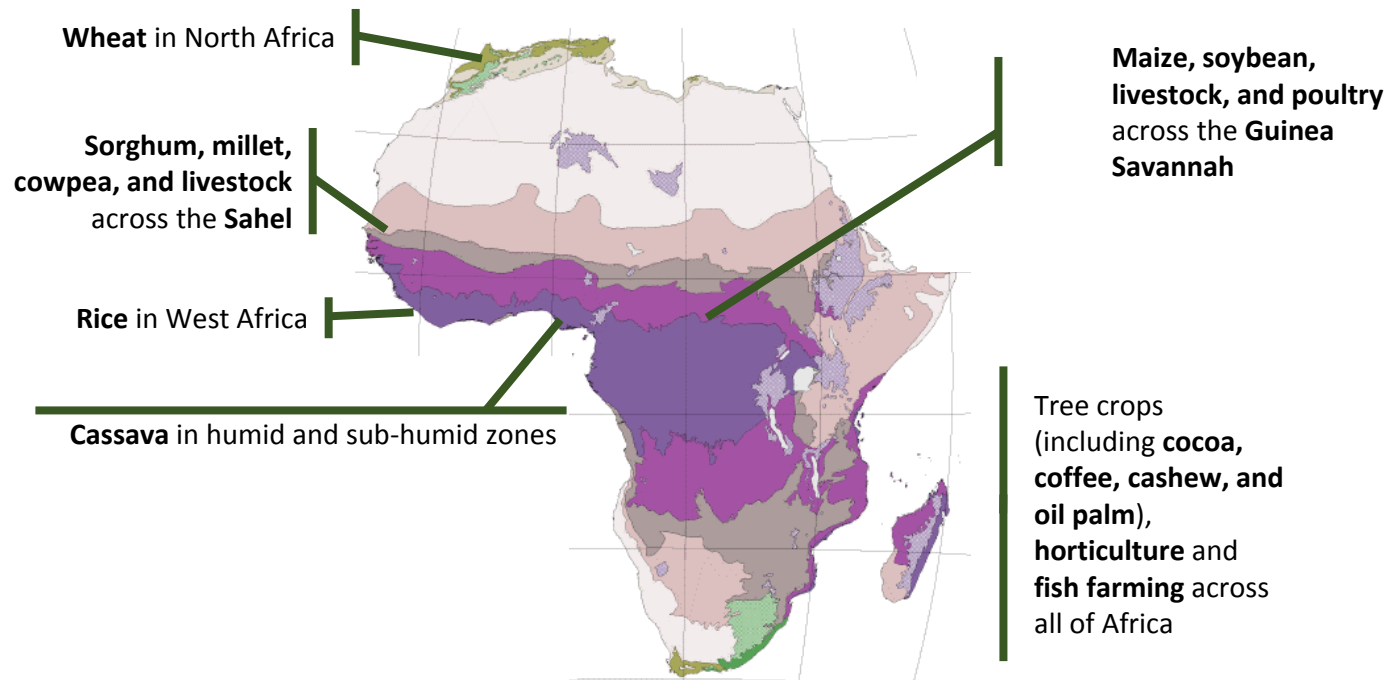 Wheat in North Africa
Sorghum, millet,
cowpea, and livestock
across the Sahel
Rice in West Africa
Cassava in humid and sub-humid zones
Maize, soybean,
livestock, and poultry
across the Guinea
Savannah
Tree crops
(including cocoa,
coffee, cashew, and
oil palm),
horticulture and
fish farming across
all of Africa